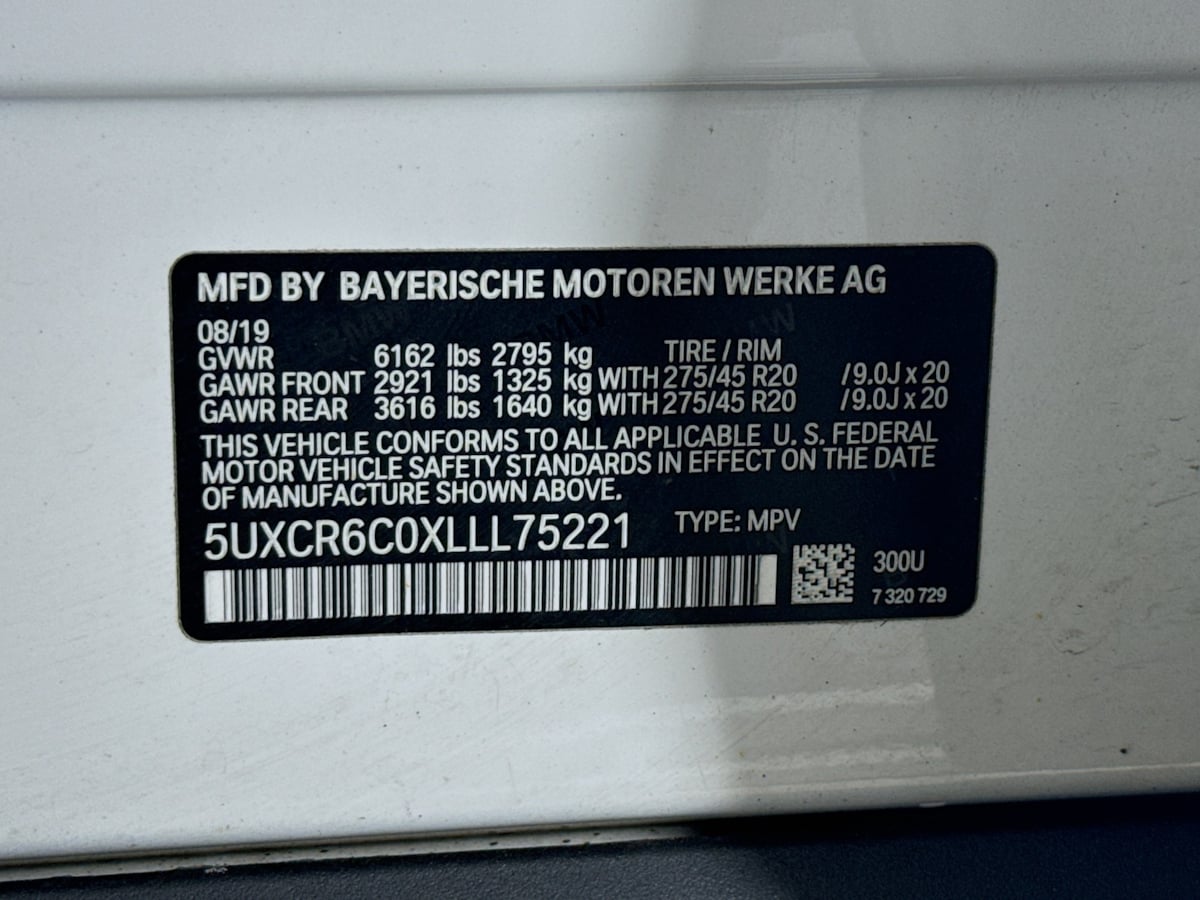 MFD BY BAYERISCHE MOTOREN WERKE AG
08/19
GVWR 6162 lbs 2795 kg TIRE / RIM
GAWR FRONT 2921 lbs 1325 kg WITH 275/45 R20 /9.0J x 20
GAWR REAR 3616 lbs 1640 kg WITH 275/45 R20 /9.0J x 20
THIS VEHICLE CONFORMS TO ALL APPLICABLE U. S. FEDERAL
MOTOR VEHICLE SAFETY STANDARDS IN EFFECT ON THE DATE
OF MANUFACTURE SHOWN ABOVE.
5UXCR6C0XLLL75221 TYPE: MPV
300U
7 320 729